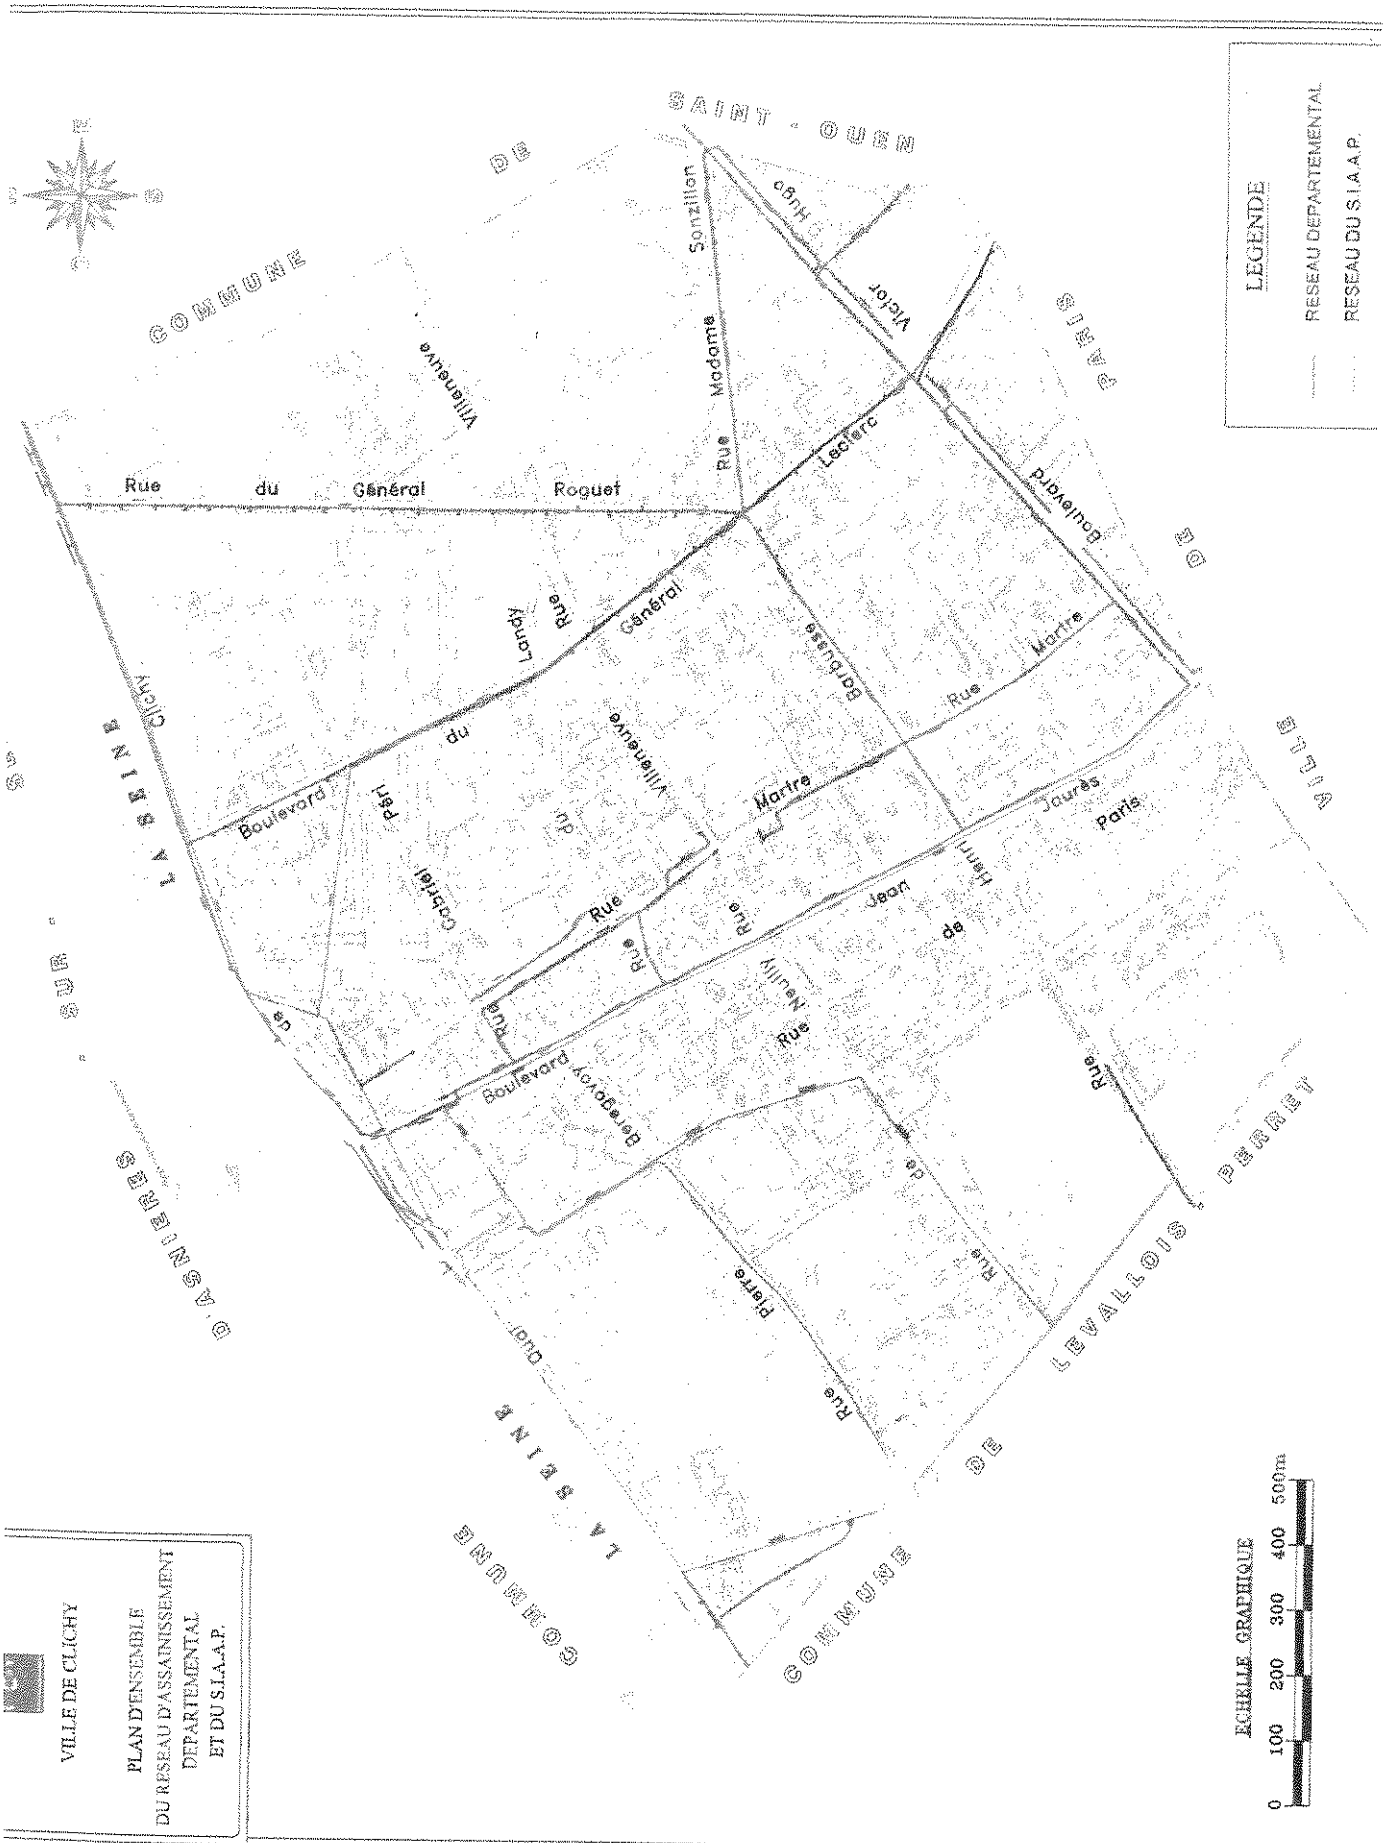 VILLE DE CLICHY
PLAN D'ENSEMBLE
DU RESEAU D'ASSAINISSEMENT
DEPARTEMENTAL
ET DU S.I.A.A.P.
LEGENDE
RESEAU DEPARTEMENTAL
RESEAU DU S.I.A.A.P.
ECHELLE GRAPHIQUE
0 100 200 300 400 500m
E
S
O
COMMUNE DE SAINT - OUEN
VILLE DE PARIS
COMMUNE DE LEVALLOIS PERRET
COMMUNE
D'ASNIERES - SUR - S
LA SEINE
LA SEINE
Quai de Clichy
Rue du Général Roguet
Rue Madame Sanzillon
Boulevard Victor Hugo
Boulevard du Général Leclerc
Rue du Landy
Rue Villeneuve
Villeneuve
Rue Gabriel Péri
Rue Martre
Rue Martre
Rue Henri Barbusse
Boulevard Jean Jaurès
Rue de Neuilly
Rue Pierre Beregovoy
Rue de Paris